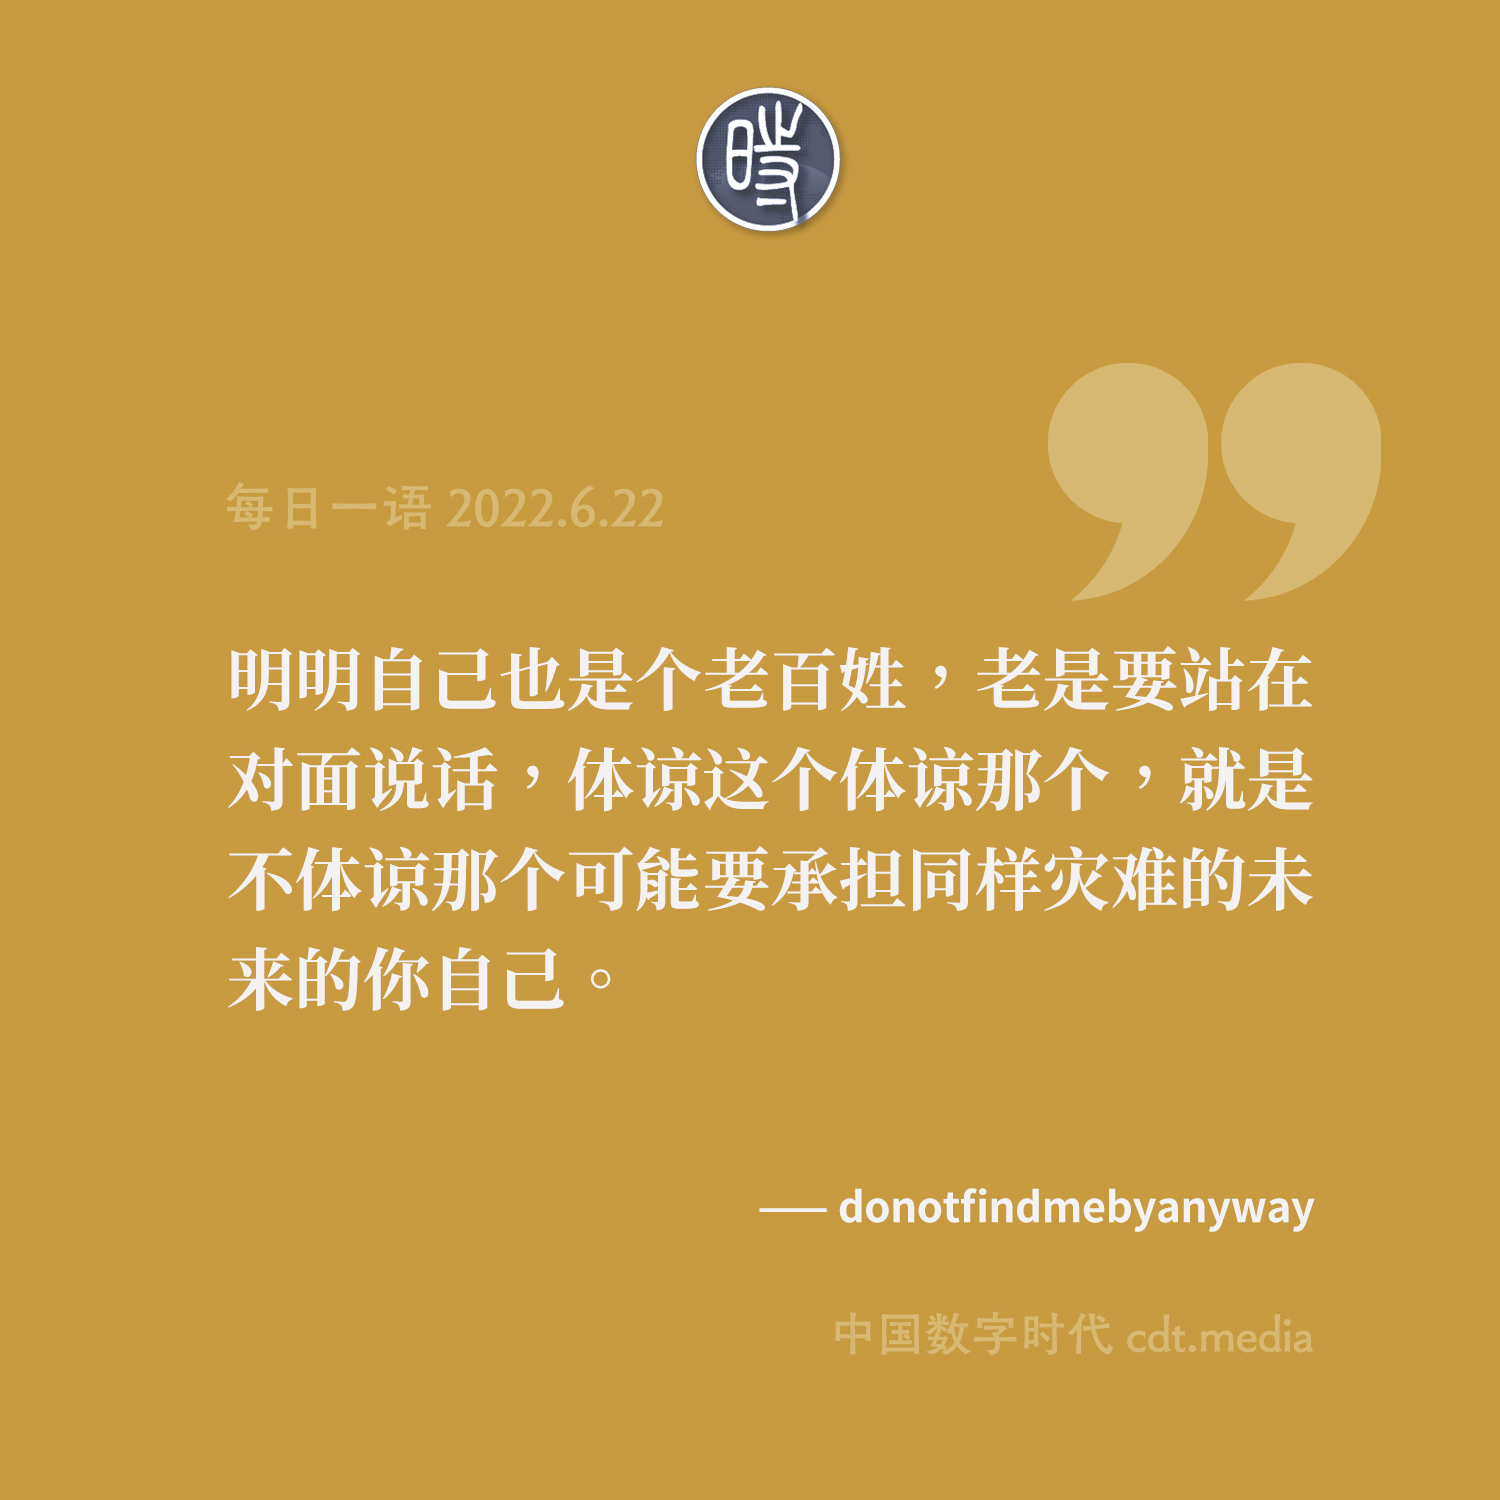 時
每日一语 2022.6.22
明明自己也是个老百姓，老是要站在
对面说话，体谅这个体谅那个，就是
不体谅那个可能要承担同样灾难的未
来的你自己。
—— donotfindmebyanyway
中国数字时代 cdt.media